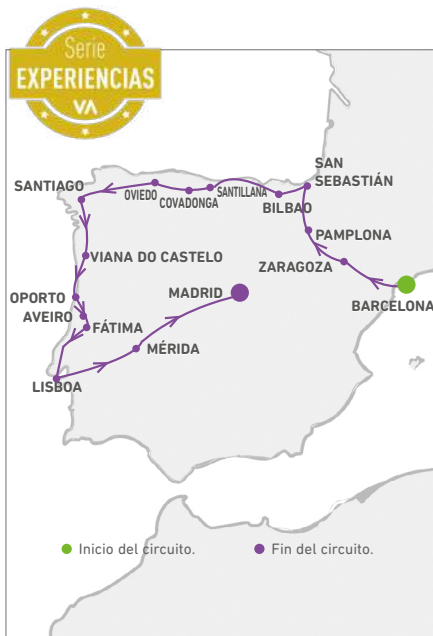 Serie
EXPERIENCIAS
VA
SAN
SEBASTIÁN
SANTIAGO
OVIEDO
COVADONGA
SANTILLANA
BILBAO
PAMPLONA
VIANA DO CASTELO
ZARAGOZA
MADRID
BARCELONA
OPORTO
AVEIRO
FÁTIMA
MÉRIDA
LISBOA
Inicio del circuito.
Fin del circuito.